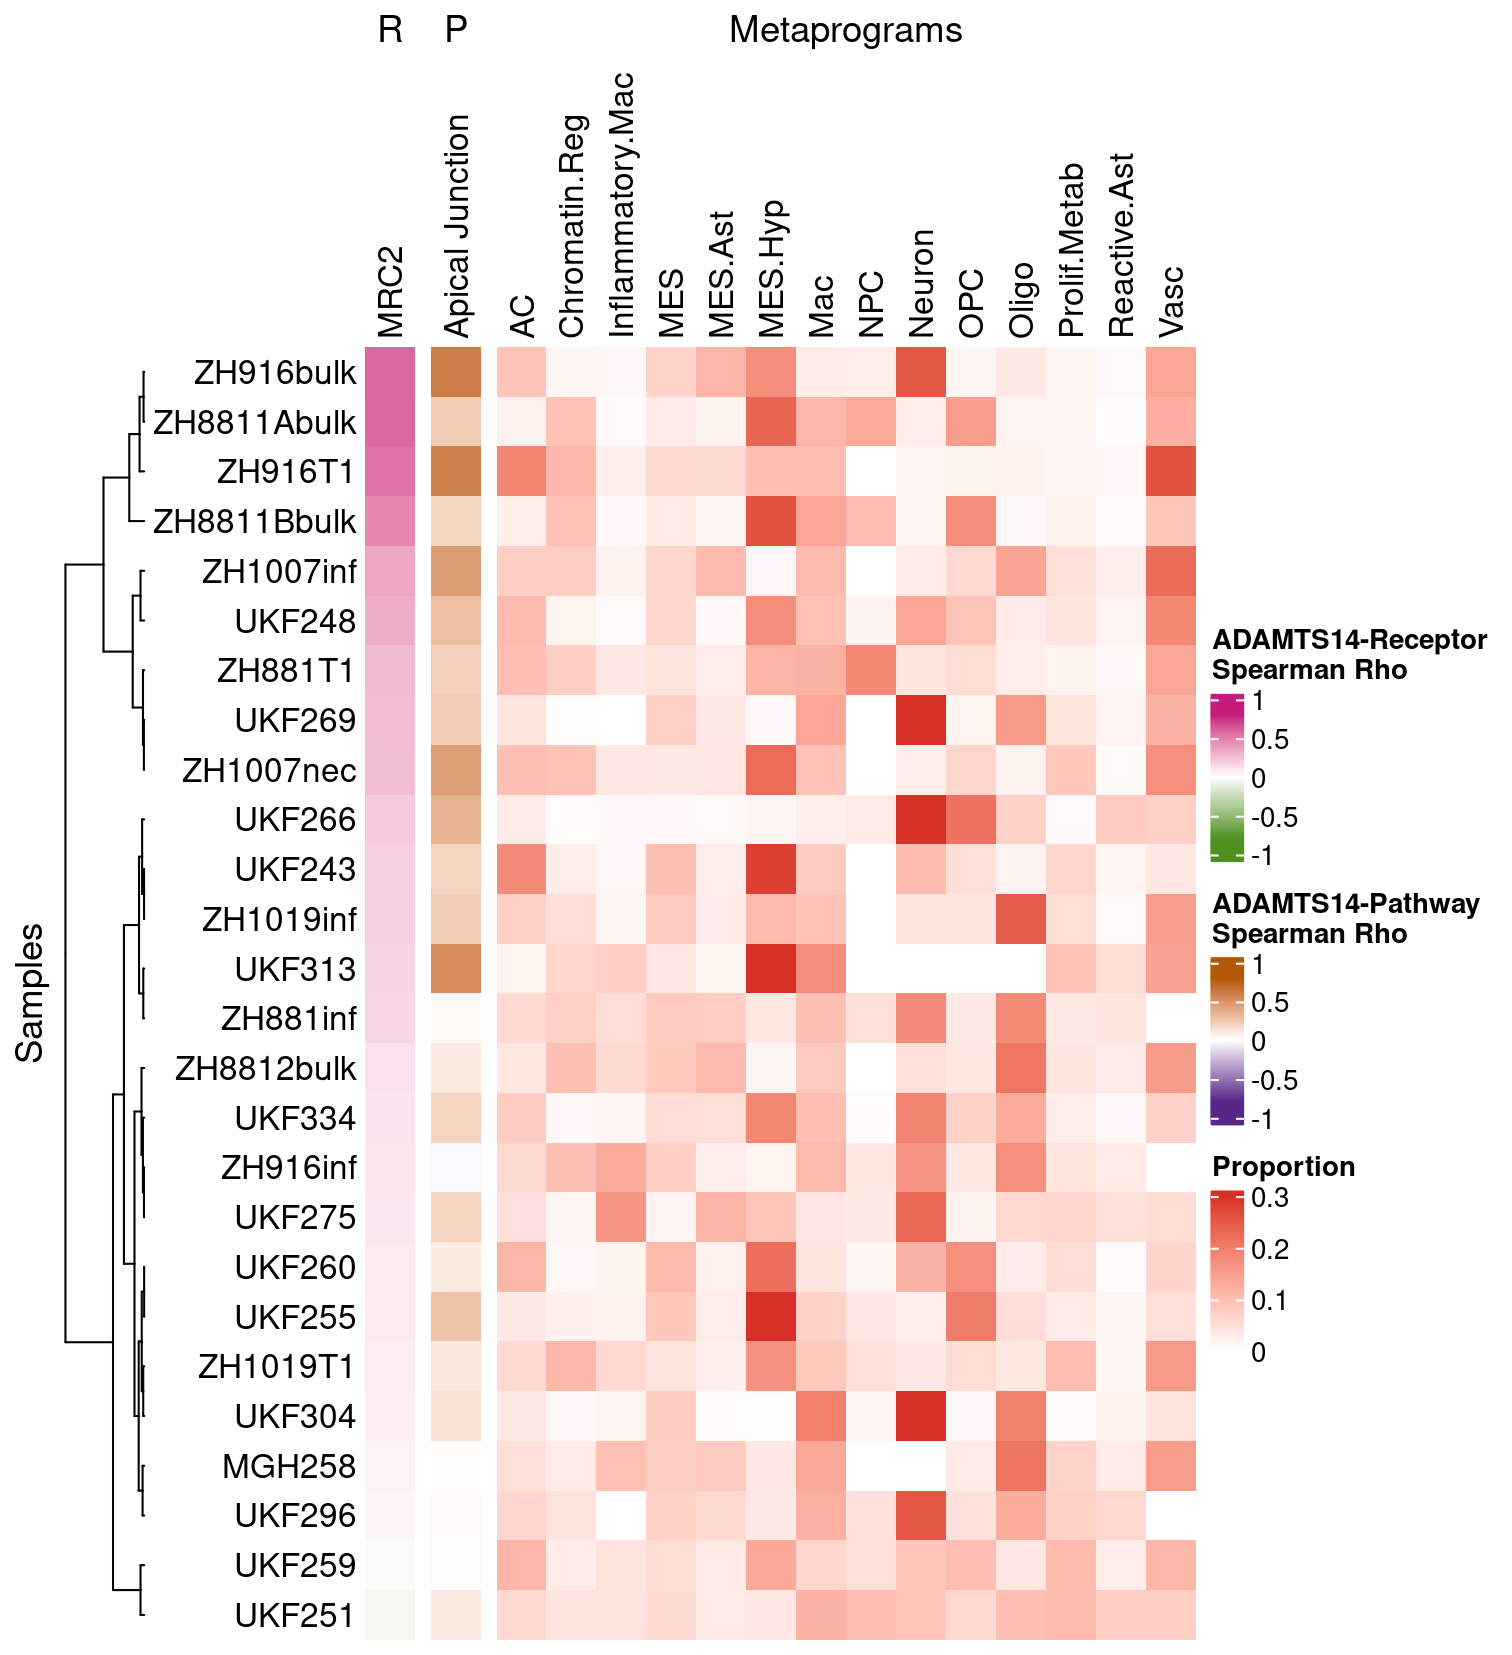 R P Metaprograms
MRC2
Apical Junction
AC
Chromatin.Reg
Inflammatory.Mac
MES
MES.Ast
MES.Hyp
Mac
NPC
Neuron
OPC
Oligo
Prolif.Metab
Reactive.Ast
Vasc
Samples
ZH916bulk
ZH8811Abulk
ZH916T1
ZH8811Bbulk
ZH1007inf
UKF248
ZH881T1
UKF269
ZH1007nec
UKF266
UKF243
ZH1019inf
UKF313
ZH881inf
ZH8812bulk
UKF334
ZH916inf
UKF275
UKF260
UKF255
ZH1019T1
UKF304
MGH258
UKF296
UKF259
UKF251
ADAMTS14-Receptor
Spearman Rho
1
0.5
0
-0.5
-1
ADAMTS14-Pathway
Spearman Rho
1
0.5
0
-0.5
-1
Proportion
0.3
0.2
0.1
0